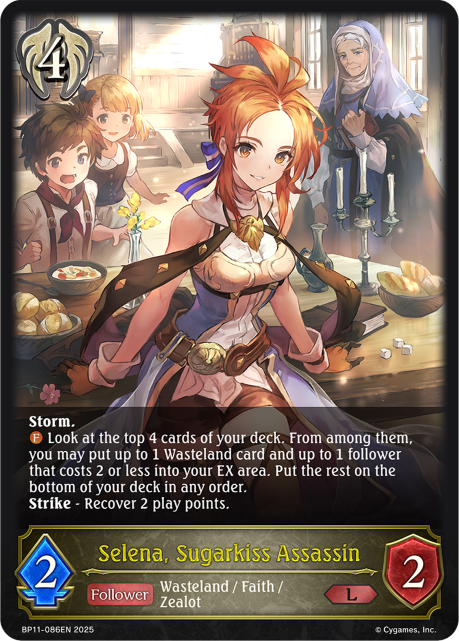 4
Storm.
F Look at the top 4 cards of your deck. From among them,
you may put up to 1 Wasteland card and up to 1 follower
that costs 2 or less into your EX area. Put the rest on the
bottom of your deck in any order.
Strike - Recover 2 play points.
Selena, Sugarkiss Assassin
2
Follower
Wasteland / Faith /
Zealot
L
2
BP11-086EN 2025
© Cygames, Inc.